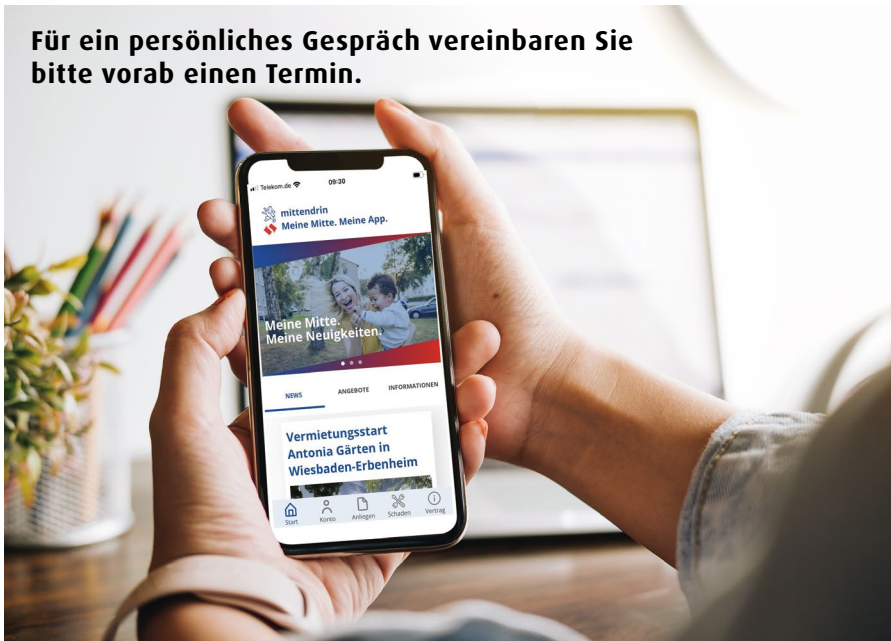 Für ein persönliches Gespräch vereinbaren Sie
bitte vorab einen Termin.
Telekom.de
09:30
mittendrin
Meine Mitte. Meine App.
Meine Mitte.
Meine Neuigkeiten.
NEWS ANGEBOTE INFORMATIONEN
Vermietungsstart
Antonia Gärten in
Wiesbaden-Erbenheim
Start Konto Anliegen Schaden Vertrag